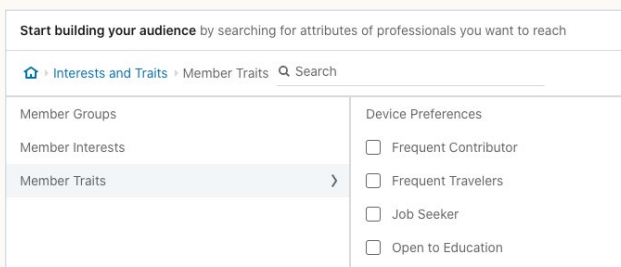 Start building your audience by searching for attributes of professionals you want to reach
Interests and Traits Member Traits Search
Member Groups
Member Interests
Member Traits
Device Preferences
Frequent Contributor
Frequent Travelers
Job Seeker
Open to Education